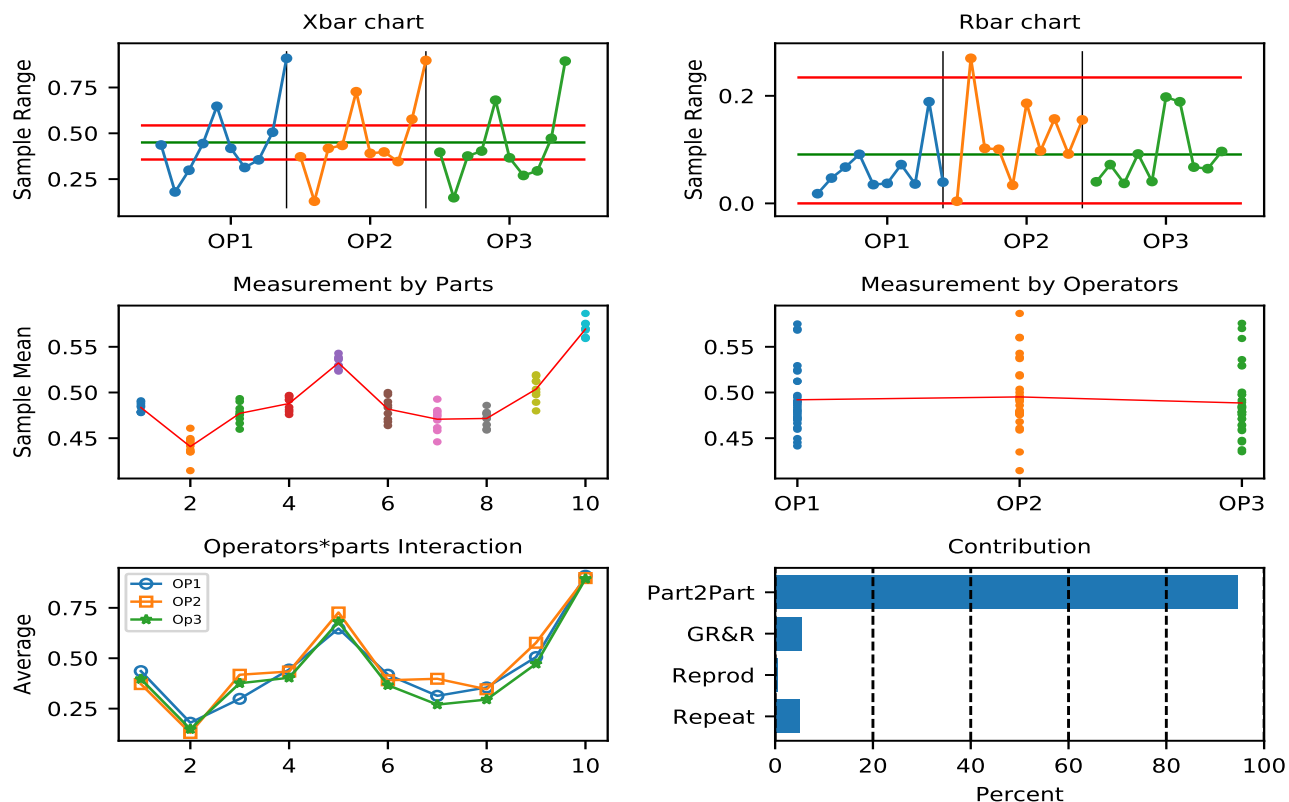 Xbar chart
Sample Range
0.75
0.50
0.25
OP1 OP2 OP3
Rbar chart
Sample Range
0.2
0.0
OP1 OP2 OP3
Measurement by Parts
Sample Mean
0.55
0.50
0.45
2 4 6 8 10
Measurement by Operators
0.55
0.50
0.45
OP1 OP2 OP3
Operators*parts Interaction
Average
0.75
0.50
0.25
OP1
OP2
Op3
2 4 6 8 10
Contribution
Part2Part
GR&R
Reprod
Repeat
0 20 40 60 80 100
Percent